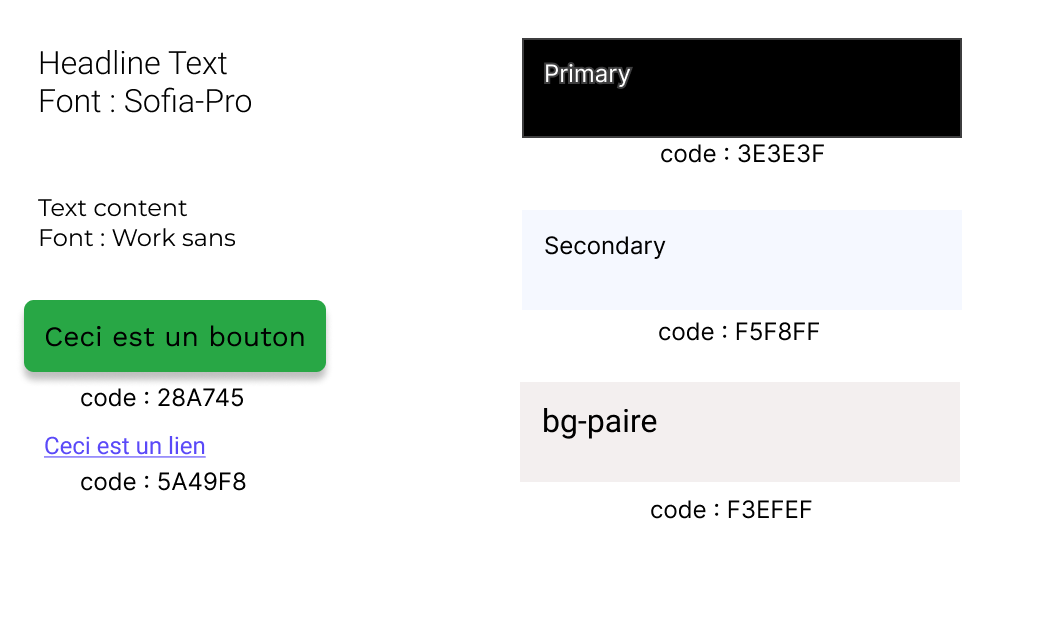 Headline Text
Font : Sofia-Pro
Text content
Font : Work sans
Ceci est un bouton
code : 28A745
Ceci est un lien
code : 5A49F8
Primary
code : 3E3E3F
Secondary
code : F5F8FF
bg-paire
code : F3EFEF